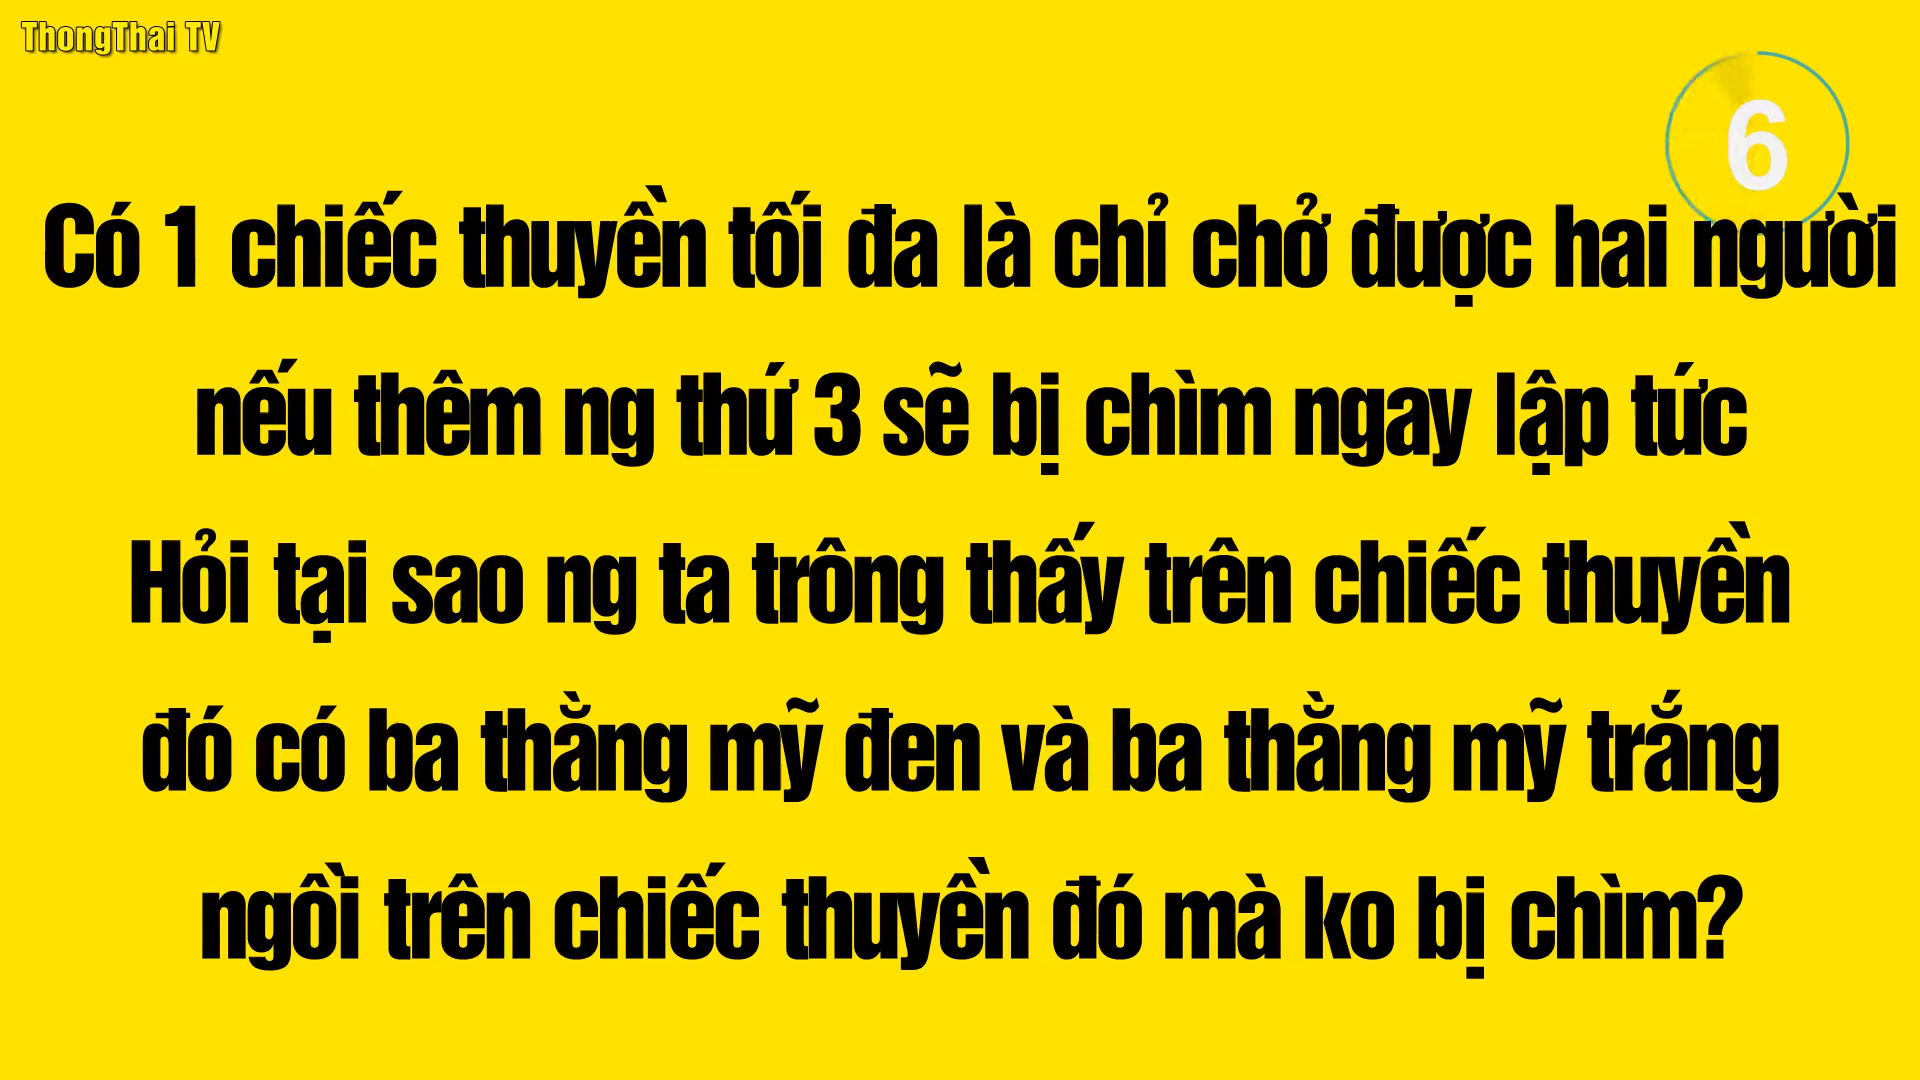 ThongThai TV
6
Có 1 chiếc thuyền tối đa là chỉ chở được hai người
nếu thêm ng thứ 3 sẽ bị chìm ngay lập tức
Hỏi tại sao ng ta trông thấy trên chiếc thuyền
đó có ba thằng mỹ đen và ba thằng mỹ trắng
ngồi trên chiếc thuyền đó mà ko bị chìm?